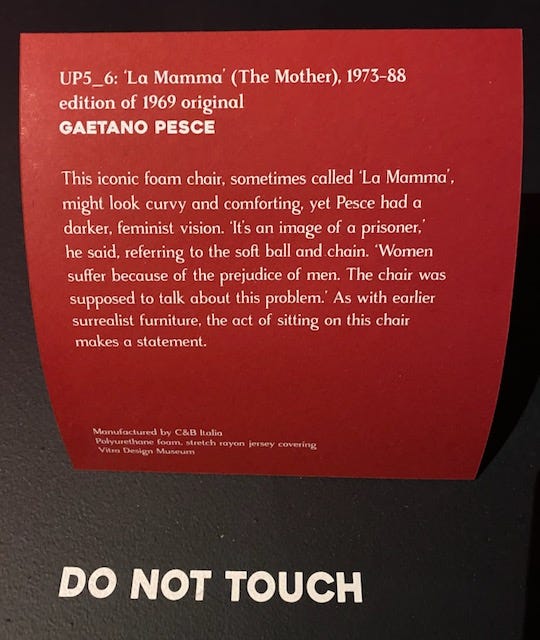 UP5_6: ‘La Mamma’ (The Mother), 1973-88
edition of 1969 original
GAETANO PESCE
This iconic foam chair, sometimes called ‘La Mamma’,
might look curvy and comforting, yet Pesce had a
darker, feminist vision. ‘It’s an image of a prisoner,’
he said, referring to the soft ball and chain. ‘Women
suffer because of the prejudice of men. The chair was
supposed to talk about this problem.’ As with earlier
surrealist furniture, the act of sitting on this chair
makes a statement.
Manufactured by C&B Italia
Polyurethane foam, stretch rayon jersey covering
Vitra Design Museum
DO NOT TOUCH